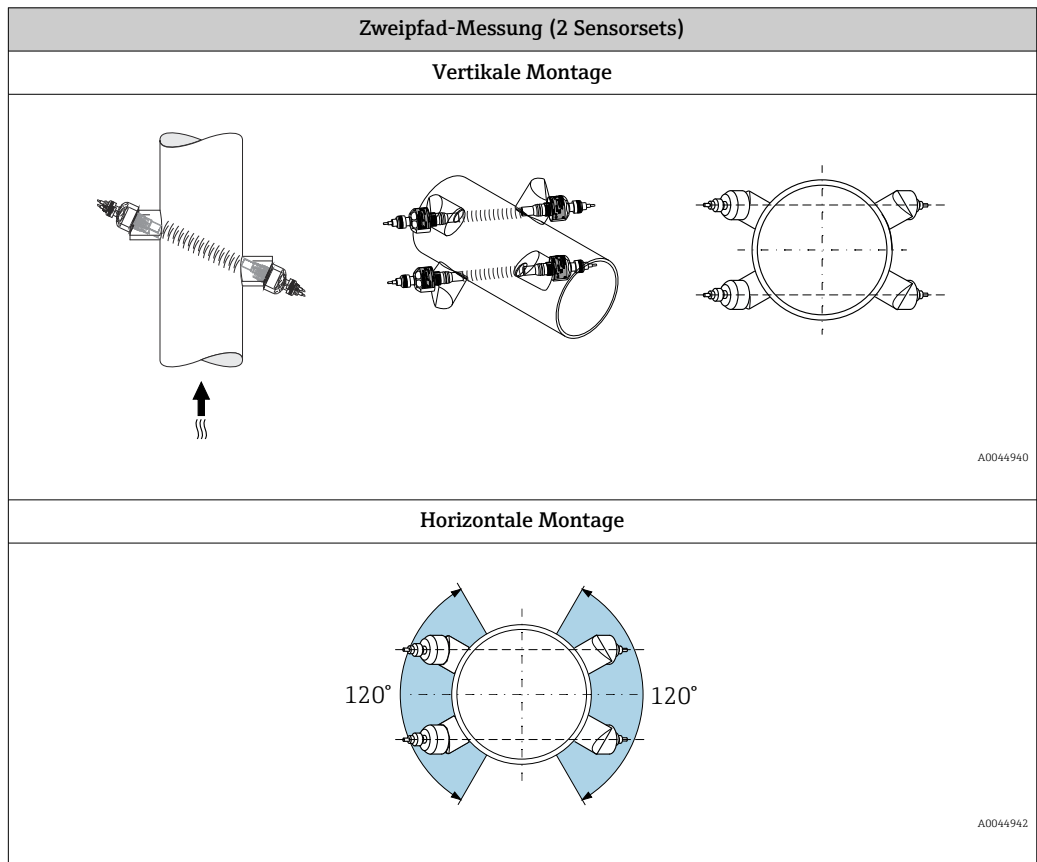 Zweipfad-Messung (2 Sensorsets)
Vertikale Montage
A0044940
Horizontale Montage
120°
120°
A0044942